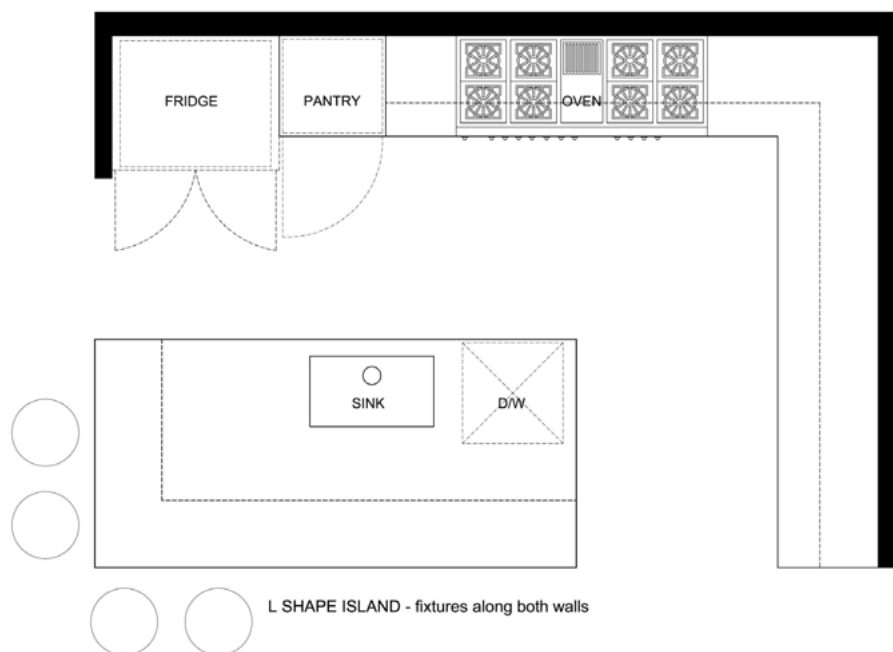 FRIDGE
PANTRY
OVEN
SINK
D/W
L SHAPE ISLAND - fixtures along both walls